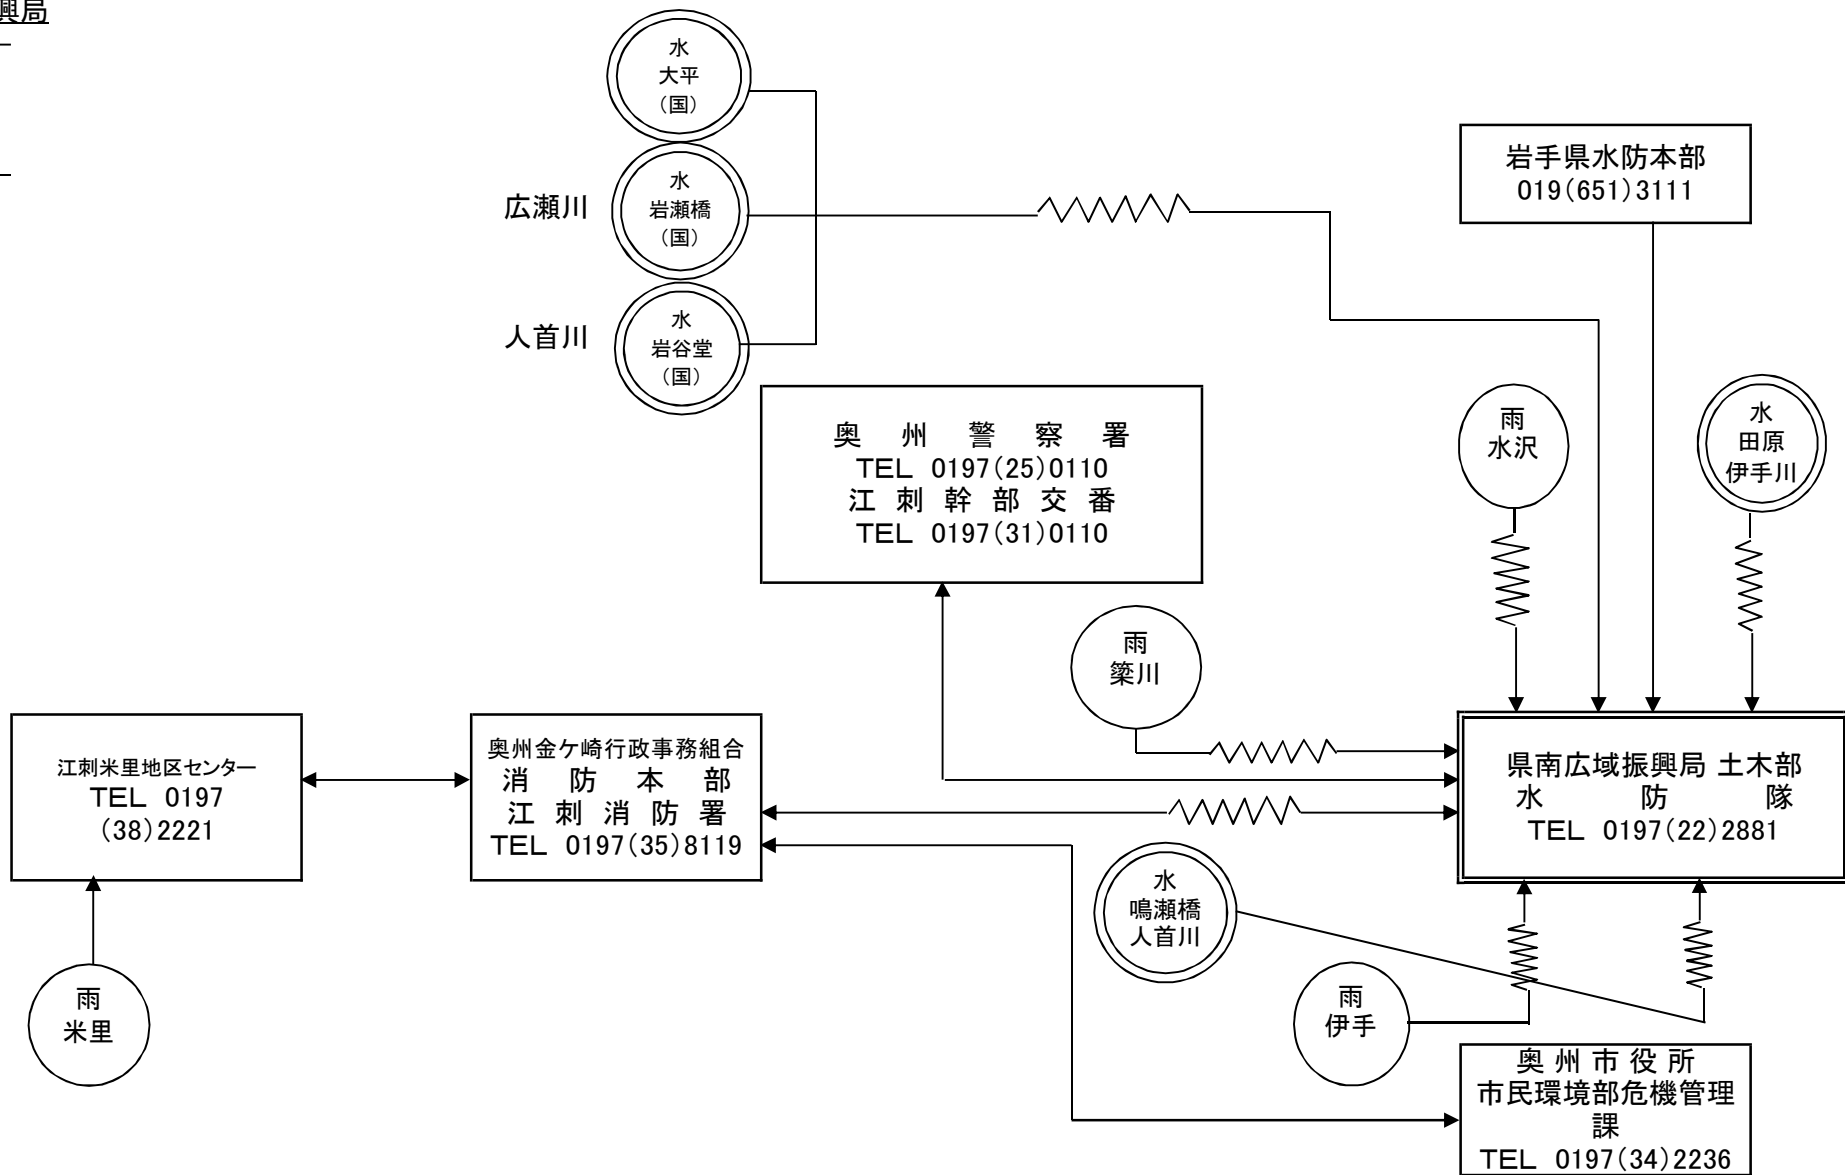 興局
水
大平
(国)
広瀬川
水
岩瀬橋
(国)
人首川
水
岩谷堂
(国)
岩手県水防本部
019(651)3111
奥州警察署
TEL 0197(25)0110
江刺幹部交番
TEL 0197(31)0110
雨
水沢
水
田原
伊手川
雨
簗川
江刺米里地区センター
TEL 0197
(38)2221
奥州金ケ崎行政事務組合
消防本部
江刺消防署
TEL 0197(35)8119
県南広域振興局 土木部
水防隊
TEL 0197(22)2881
水
鳴瀬橋
人首川
雨
伊手
雨
米里
奥州市役所
市民環境部危機管理
課
TEL 0197(34)2236